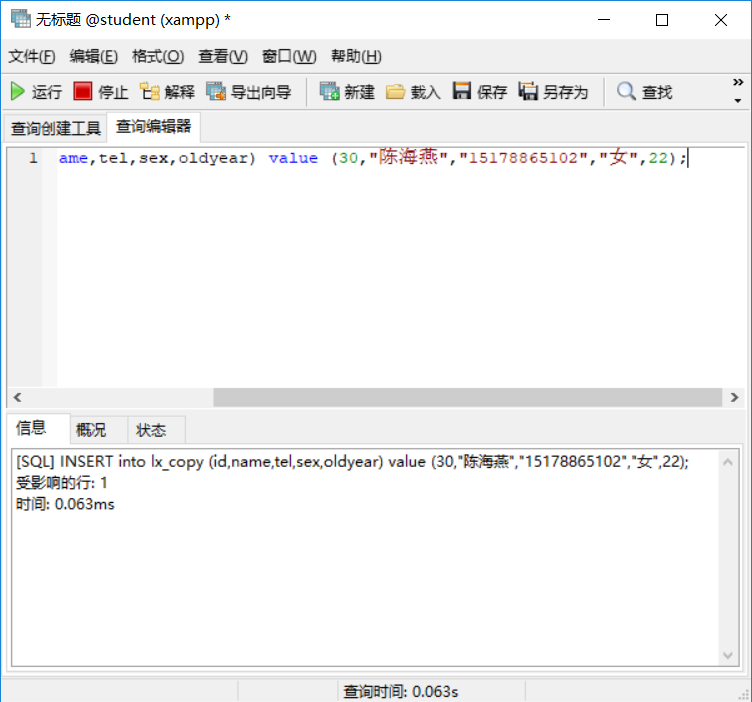 无标题 @student (xampp) *
文件(F) 编辑(E) 格式(O) 查看(V) 窗口(W) 帮助(H)
运行 停止 解释 导出向导 新建 载入 保存 另存为 查找
查询创建工具 查询编辑器
1 ame,tel,sex,oldyear) value (30,"陈海燕","15178865102","女",22);
信息 概况 状态
[SQL] INSERT into lx_copy (id,name,tel,sex,oldyear) value (30,"陈海燕","15178865102","女",22);
受影响的行: 1
时间: 0.063ms
查询时间: 0.063s